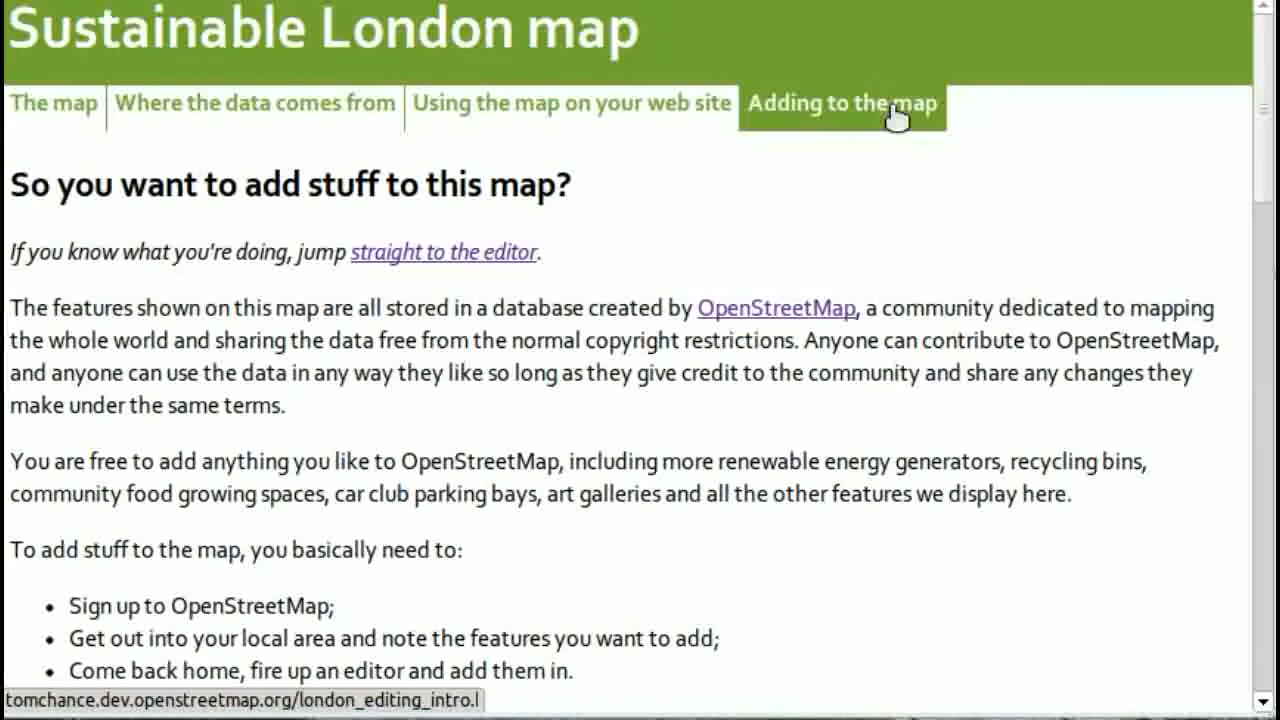 Sustainable London map
The map
Where the data comes from
Using the map on your web site
Adding to the map
So you want to add stuff to this map?
If you know what you're doing, jump straight to the editor.
The features shown on this map are all stored in a database created by OpenStreetMap, a community dedicated to mapping
the whole world and sharing the data free from the normal copyright restrictions. Anyone can contribute to OpenStreetMap,
and anyone can use the data in any way they like so long as they give credit to the community and share any changes they
make under the same terms.
You are free to add anything you like to OpenStreetMap, including more renewable energy generators, recycling bins,
community food growing spaces, car club parking bays, art galleries and all the other features we display here.
To add stuff to the map, you basically need to:
• Sign up to OpenStreetMap;
• Get out into your local area and note the features you want to add;
• Come back home, fire up an editor and add them in.
tomchance.dev.openstreetmap.org/london_editing_intro.l